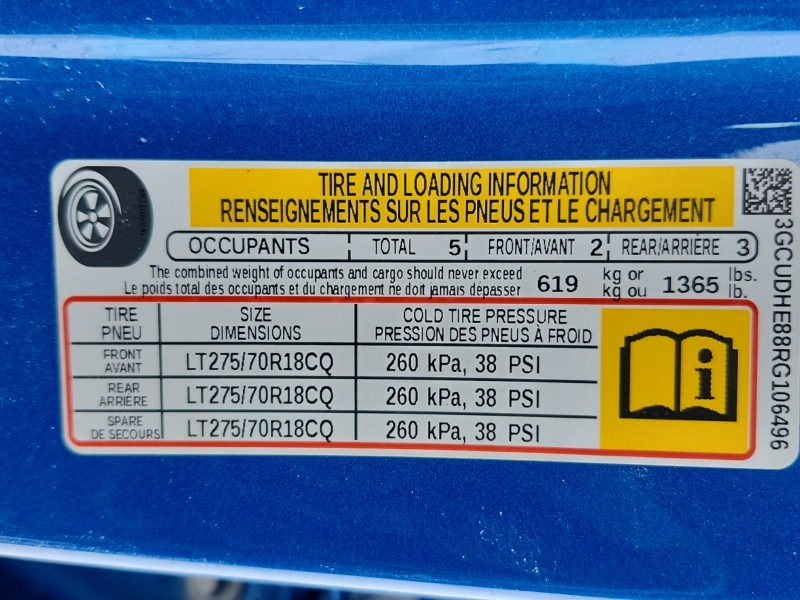 TIRE AND LOADING INFORMATION
RENSEIGNEMENTS SUR LES PNEUS ET LE CHARGEMENT
OCCUPANTS TOTAL 5 FRONT/AVANT 2 REAR/ARRIÈRE 3
The combined weight of occupants and cargo should never exceed
Le poids total des occupants et du chargement ne doit jamais dépasser
619 kg or 1365 lbs.
kg ou lb.
TIRE SIZE COLD TIRE PRESSURE
PNEU DIMENSIONS PRESSION DES PNEUS À FROID
FRONT
AVANT LT275/70R18CQ 260 kPa, 38 PSI
REAR
ARRIÈRE LT275/70R18CQ 260 kPa, 38 PSI
SPARE
DE SECOURS LT275/70R18CQ 260 kPa, 38 PSI
i
3GCUDHE88RG106496